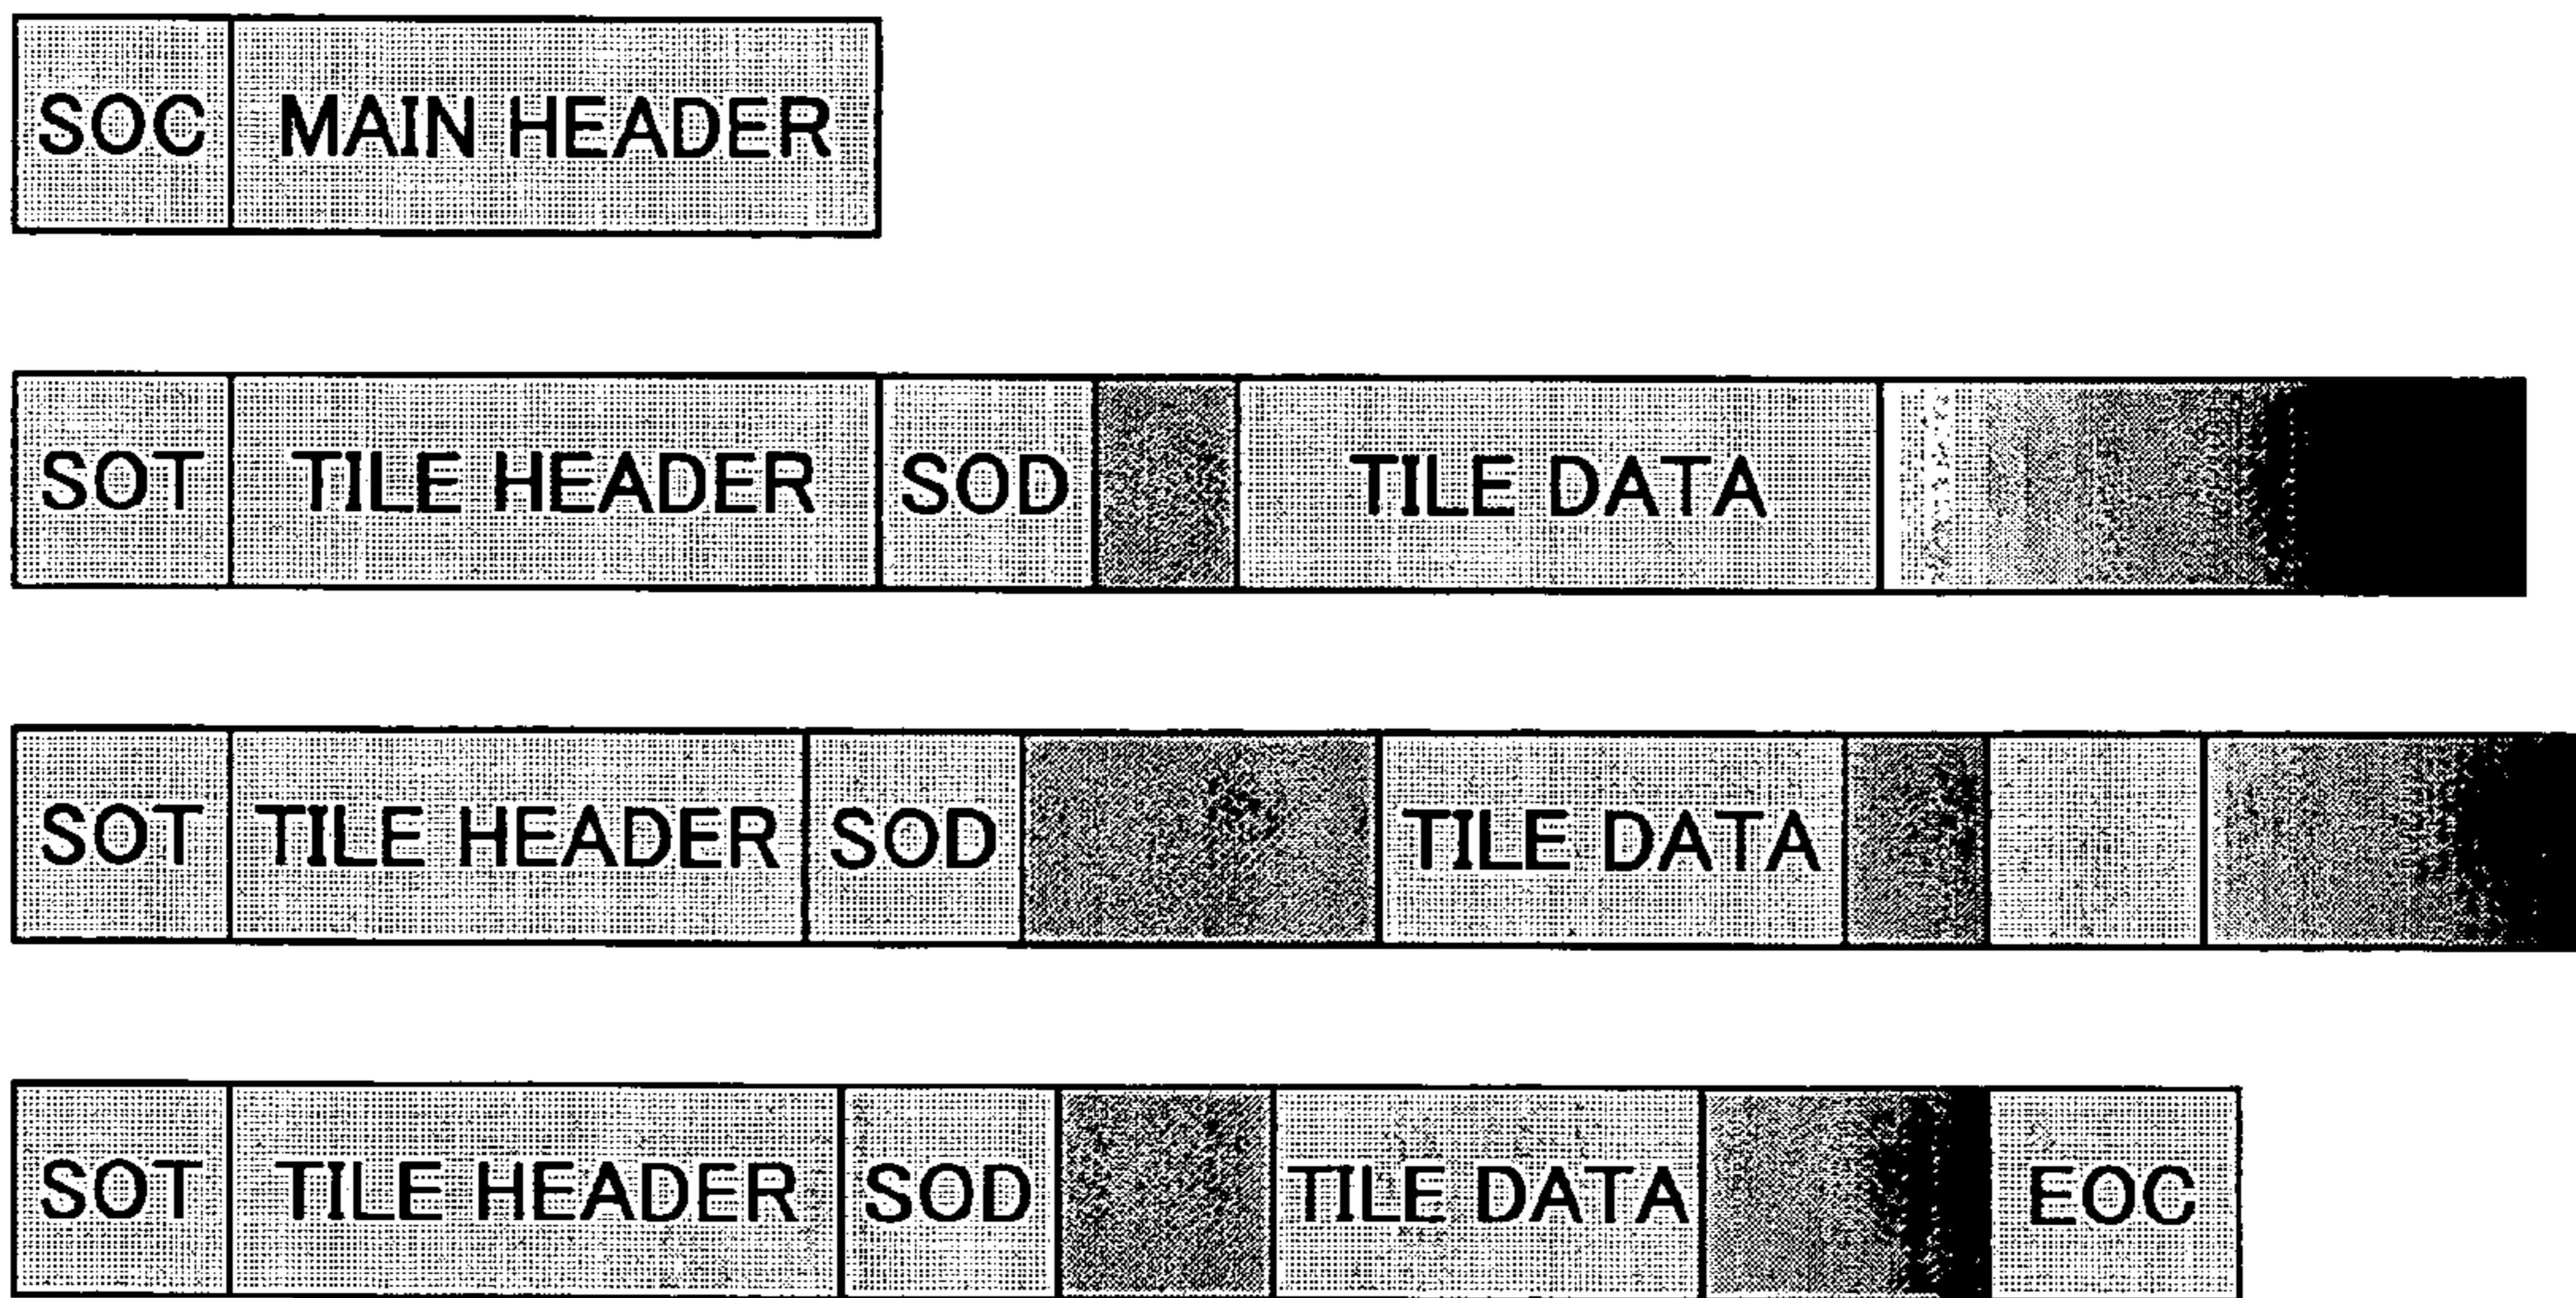 SOC MAIN HEADER
SOT TILE HEADER SOD TILE DATA
SOT TILE HEADER SOD TILE DATA
SOT TILE HEADER SOD TILE DATA EOC